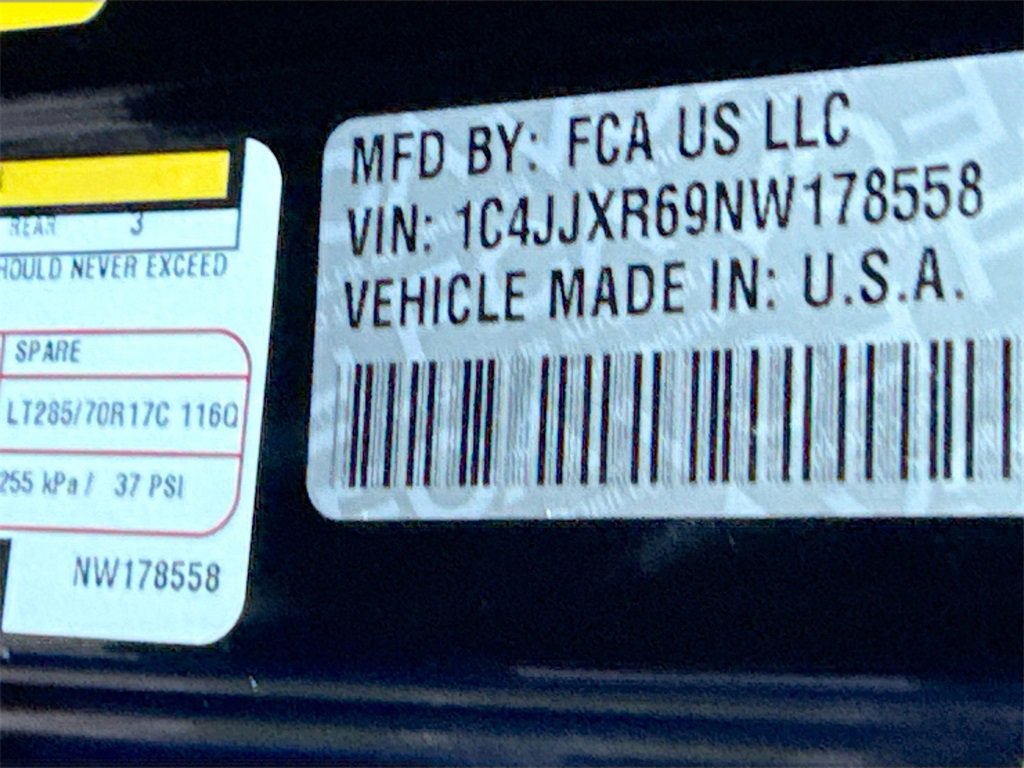 REAR 3
HOULD NEVER EXCEED
SPARE
LT285/70R17C 116Q
255 kPa / 37 PSI
NW178558
MFD BY: FCA US LLC
VIN: 1C4JJXR69NW178558
VEHICLE MADE IN: U.S.A.